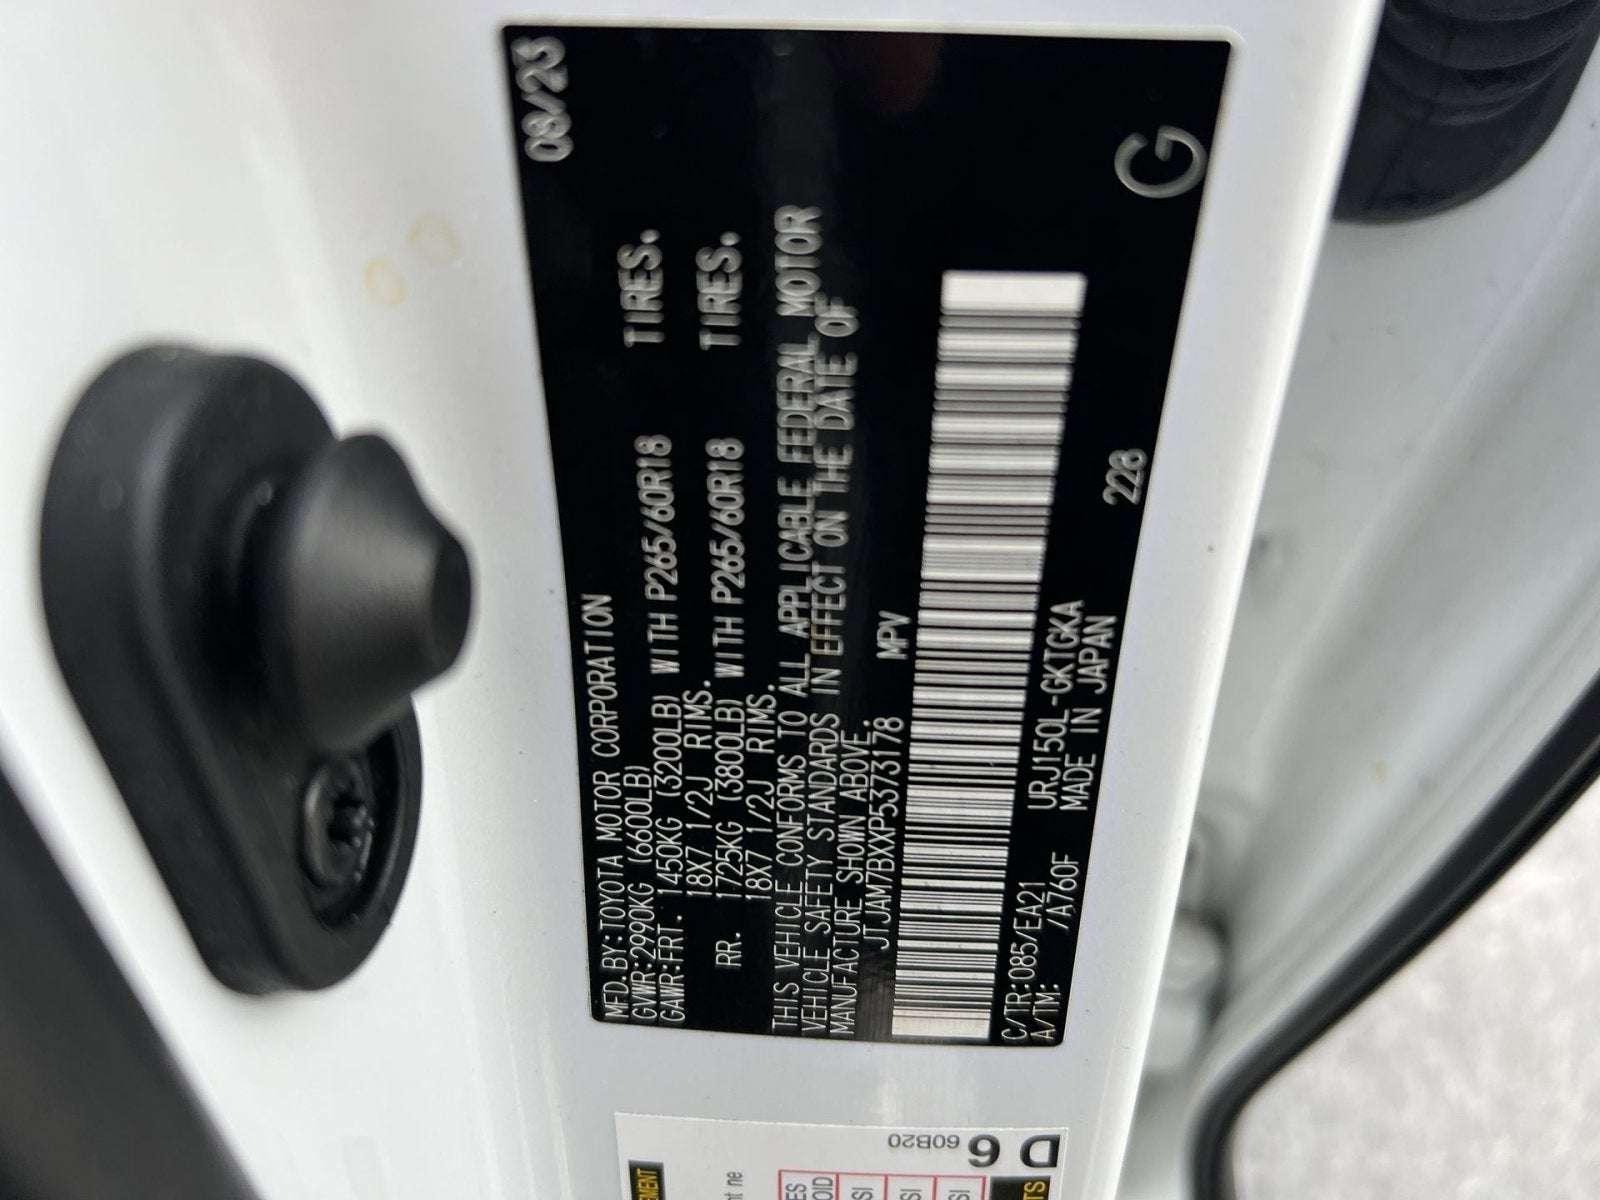 MFD. BY: TOYOTA MOTOR CORPORATION 08/23
GVWR: 2990KG (6600LB)
GAWR: FRT. 1450KG (3200LB) WITH P265/60R18 TIRES.
18X7 1/2J RIMS.
RR. 1725KG (3800LB) WITH P265/60R18 TIRES.
18X7 1/2J RIMS.
THIS VEHICLE CONFORMS TO ALL APPLICABLE FEDERAL MOTOR
VEHICLE SAFETY STANDARDS IN EFFECT ON THE DATE OF
MANUFACTURE SHOWN ABOVE.
JTJAM7BXXP5373178 MPV
C/TR: 085/EA21 URJ150L-GKTGKA 228 G
A/TM: /A760F MADE IN JAPAN
D 6
60B20